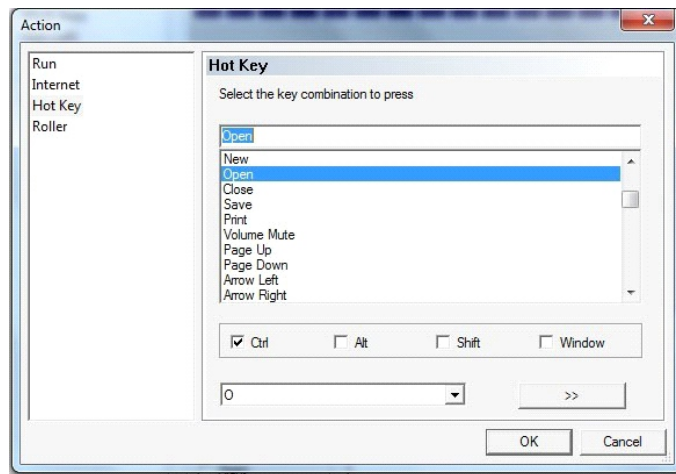 Action
Run
Internet
Hot Key
Roller
Hot Key
Select the key combination to press
Open
New
Open
Close
Save
Print
Volume Mute
Page Up
Page Down
Arrow Left
Arrow Right
Ctrl Alt Shift Window
O >>
OK Cancel